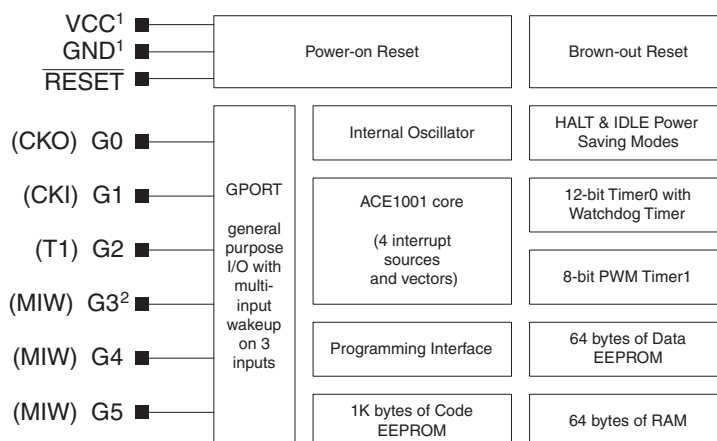 VCC¹
GND¹
RESET
Power-on Reset
Brown-out Reset
(CKO) G0
(CKI) G1
(T1) G2
(MIW) G3²
(MIW) G4
(MIW) G5
GPORT
general
purpose
I/O with
multi-
input
wakeup
on 3
inputs
Internal Oscillator
HALT & IDLE Power
Saving Modes
ACE1001 core
(4 interrupt
sources
and vectors)
12-bit Timer0 with
Watchdog Timer
8-bit PWM Timer1
Programming Interface
64 bytes of Data
EEPROM
1K bytes of Code
EEPROM
64 bytes of RAM